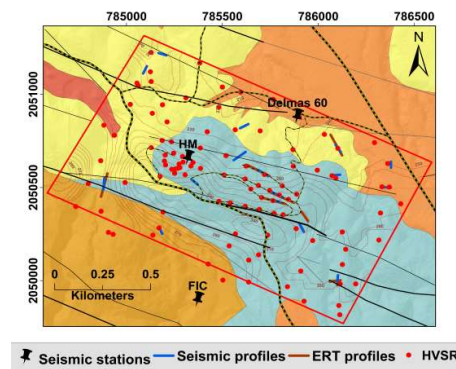 785000
785500
786000
786500
2051000
2050500
2050000
N
Delmas 60
HM
FIC
0 0.25 0.5
Kilometers
Seismic stations Seismic profiles ERT profiles HVSR